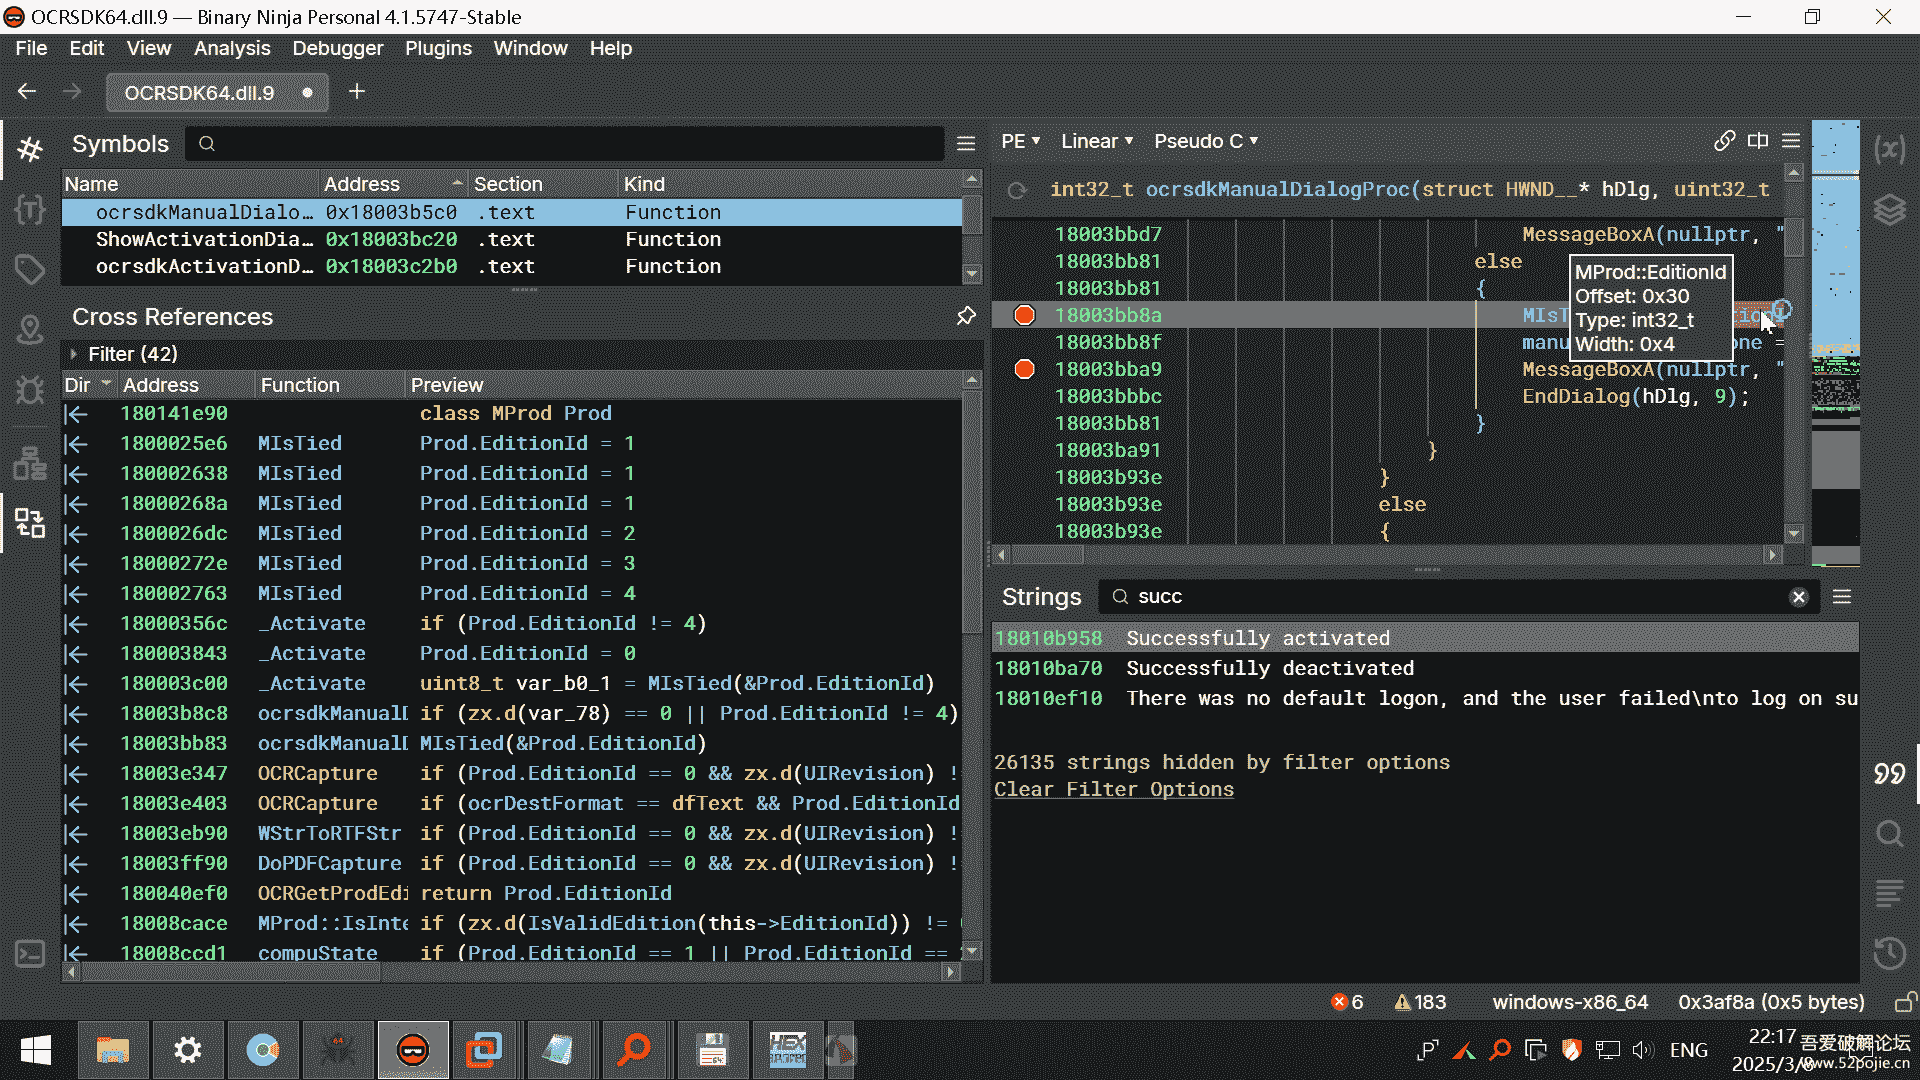 OCRSDK64.dll.9 — Binary Ninja Personal 4.1.5747-Stable
File Edit View Analysis Debugger Plugins Window Help
OCRSDK64.dll.9
Symbols
Name Address Section Kind
ocrsdkManualDialo… 0x18003b5c0 .text Function
ShowActivationDia… 0x18003bc20 .text Function
ocrsdkActivationD… 0x18003c2b0 .text Function
Cross References
Filter (42)
Dir Address Function Preview
180141e90 class MProd Prod
1800025e6 MIsTied Prod.EditionId = 1
180002638 MIsTied Prod.EditionId = 1
18000268a MIsTied Prod.EditionId = 1
1800026dc MIsTied Prod.EditionId = 2
18000272e MIsTied Prod.EditionId = 3
180002763 MIsTied Prod.EditionId = 4
18000356c _Activate if (Prod.EditionId != 4)
180003843 _Activate Prod.EditionId = 0
180003c00 _Activate uint8_t var_b0_1 = MIsTied(&Prod.EditionId)
18003b8c8 ocrsdkManual if (zx.d(var_78) == 0 || Prod.EditionId != 4)
18003bb83 ocrsdkManual MIsTied(&Prod.EditionId)
18003e347 OCRCapture if (Prod.EditionId == 0 && zx.d(UIRevision) !
18003e403 OCRCapture if (ocrDestFormat == dfText && Prod.EditionId
18003eb90 WStrToRTFStr if (Prod.EditionId == 0 && zx.d(UIRevision) !
18003ff90 DoPDFCapture if (Prod.EditionId == 0 && zx.d(UIRevision) !
180040ef0 OCRGetProdEdi return Prod.EditionId
18008cace MProd::IsInte if (zx.d(IsValidEdition(this->EditionId)) !=
18008ccd1 compuState if (Prod.EditionId == 1 || Prod.EditionId ==
PE Linear Pseudo C
int32_t ocrsdkManualDialogProc(struct HWND__* hDlg, uint32_t
18003bbd7 MessageBoxA(nullptr, "
18003bb81 else
18003bb81 {
18003bb8a MIsT
18003bb8f manu one =
18003bba9 MessageBoxA(nullptr, "
18003bbbc EndDialog(hDlg, 9);
18003bb81 }
18003ba91 }
18003b93e }
18003b93e else
18003b93e {
MProd::EditionId
Offset: 0x30
Type: int32_t
Width: 0x4
Strings succ
18010b958 Successfully activated
18010ba70 Successfully deactivated
18010ef10 There was no default logon, and the user failed\nto log on su
26135 strings hidden by filter options
Clear Filter Options
6 183 windows-x86_64 0x3af8a (0x5 bytes)
HEX
ENG
22:17
2025/3/8
吾爱破解论坛
www.52pojie.cn